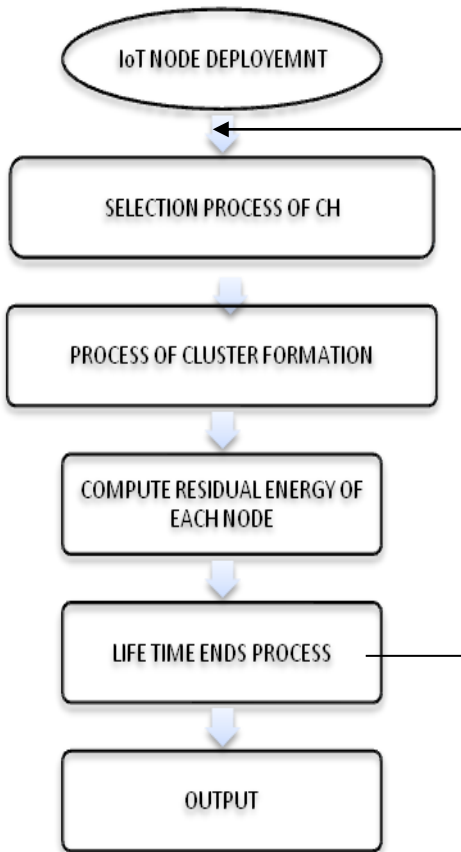 IoT NODE DEPLOYEMNT
SELECTION PROCESS OF CH
PROCESS OF CLUSTER FORMATION
COMPUTE RESIDUAL ENERGY OF
EACH NODE
LIFE TIME ENDS PROCESS
OUTPUT